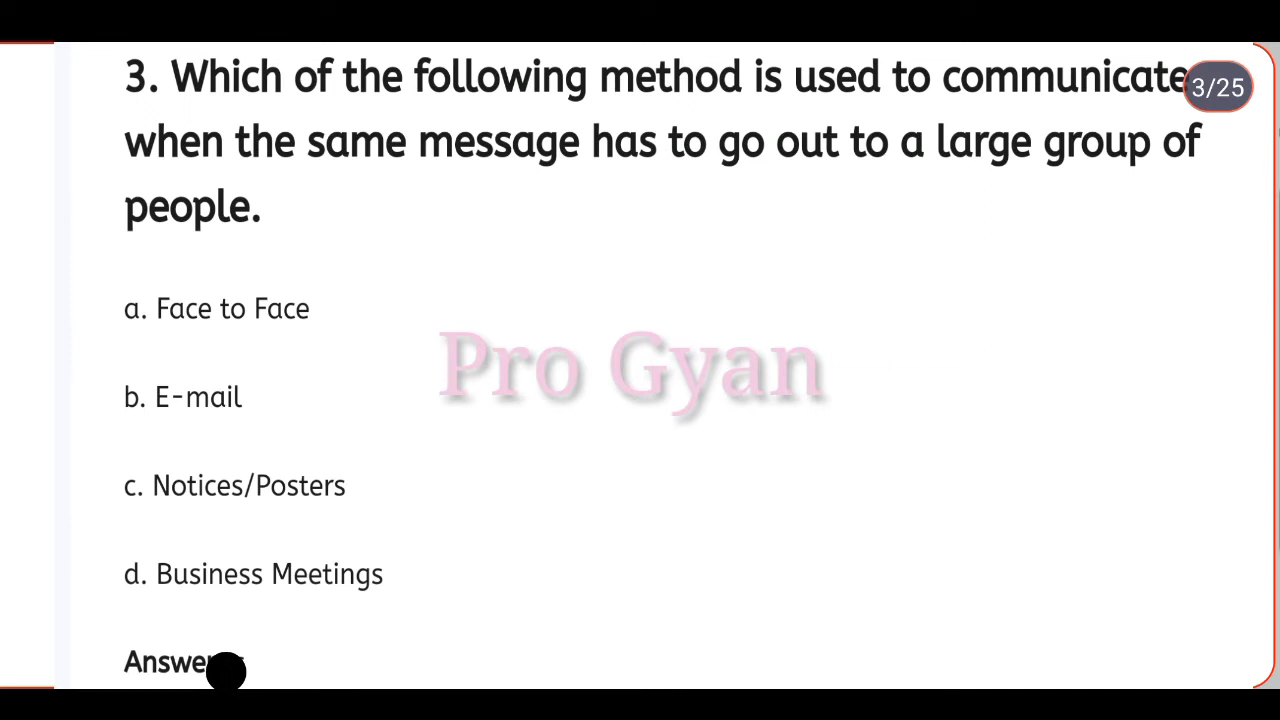 3. Which of the following method is used to communicate
3/25
when the same message has to go out to a large group of
people.
a. Face to Face
Pro Gyan
b. E-mail
c. Notices/Posters
d. Business Meetings